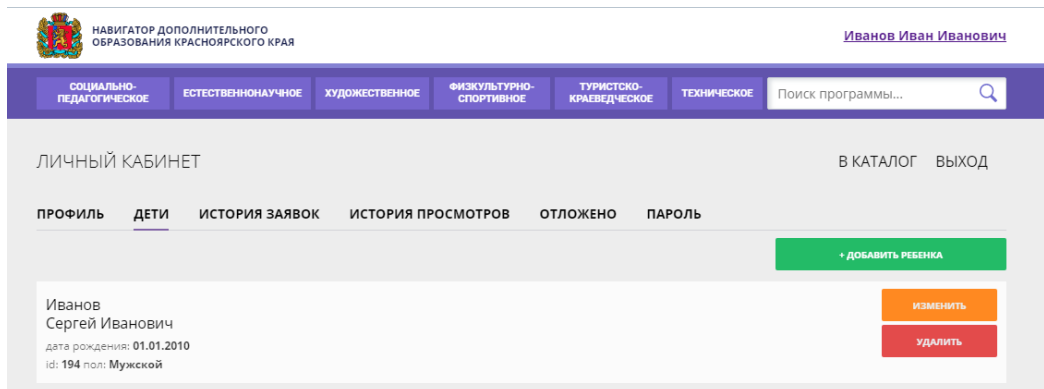 НАВИГАТОР ДОПОЛНИТЕЛЬНОГО
ОБРАЗОВАНИЯ КРАСНОЯРСКОГО КРАЯ
Иванов Иван Иванович
СОЦИАЛЬНО-
ПЕДАГОГИЧЕСКОЕ
ЕСТЕСТВЕННОНАУЧНОЕ
ХУДОЖЕСТВЕННОЕ
ФИЗКУЛЬТУРНО-
СПОРТИВНОЕ
ТУРИСТСКО-
КРАЕВЕДЧЕСКОЕ
ТЕХНИЧЕСКОЕ
Поиск программы...
ЛИЧНЫЙ КАБИНЕТ
В КАТАЛОГ ВЫХОД
ПРОФИЛЬ ДЕТИ ИСТОРИЯ ЗАЯВОК ИСТОРИЯ ПРОСМОТРОВ ОТЛОЖЕНО ПАРОЛЬ
+ ДОБАВИТЬ РЕБЕНКА
Иванов
Сергей Иванович
дата рождения: 01.01.2010
id: 194 пол: Мужской
ИЗМЕНИТЬ
УДАЛИТЬ